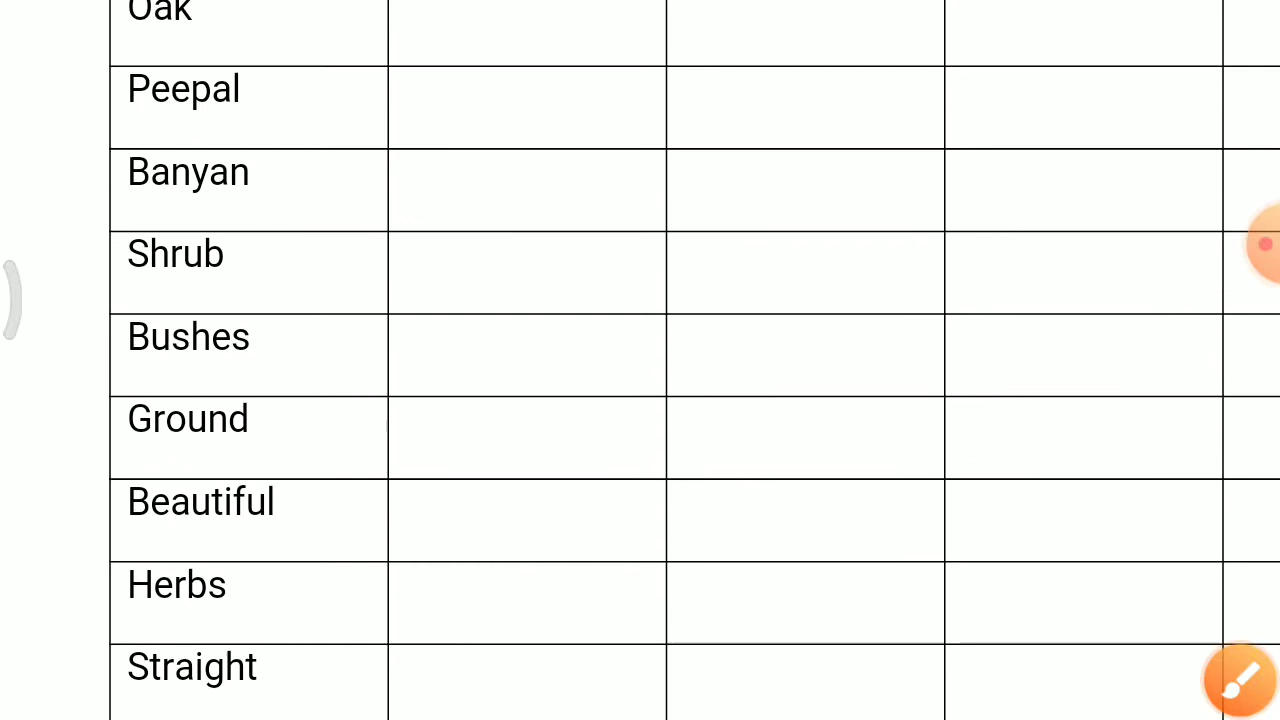 Oak
Peepal
Banyan
Shrub
Bushes
Ground
Beautiful
Herbs
Straight